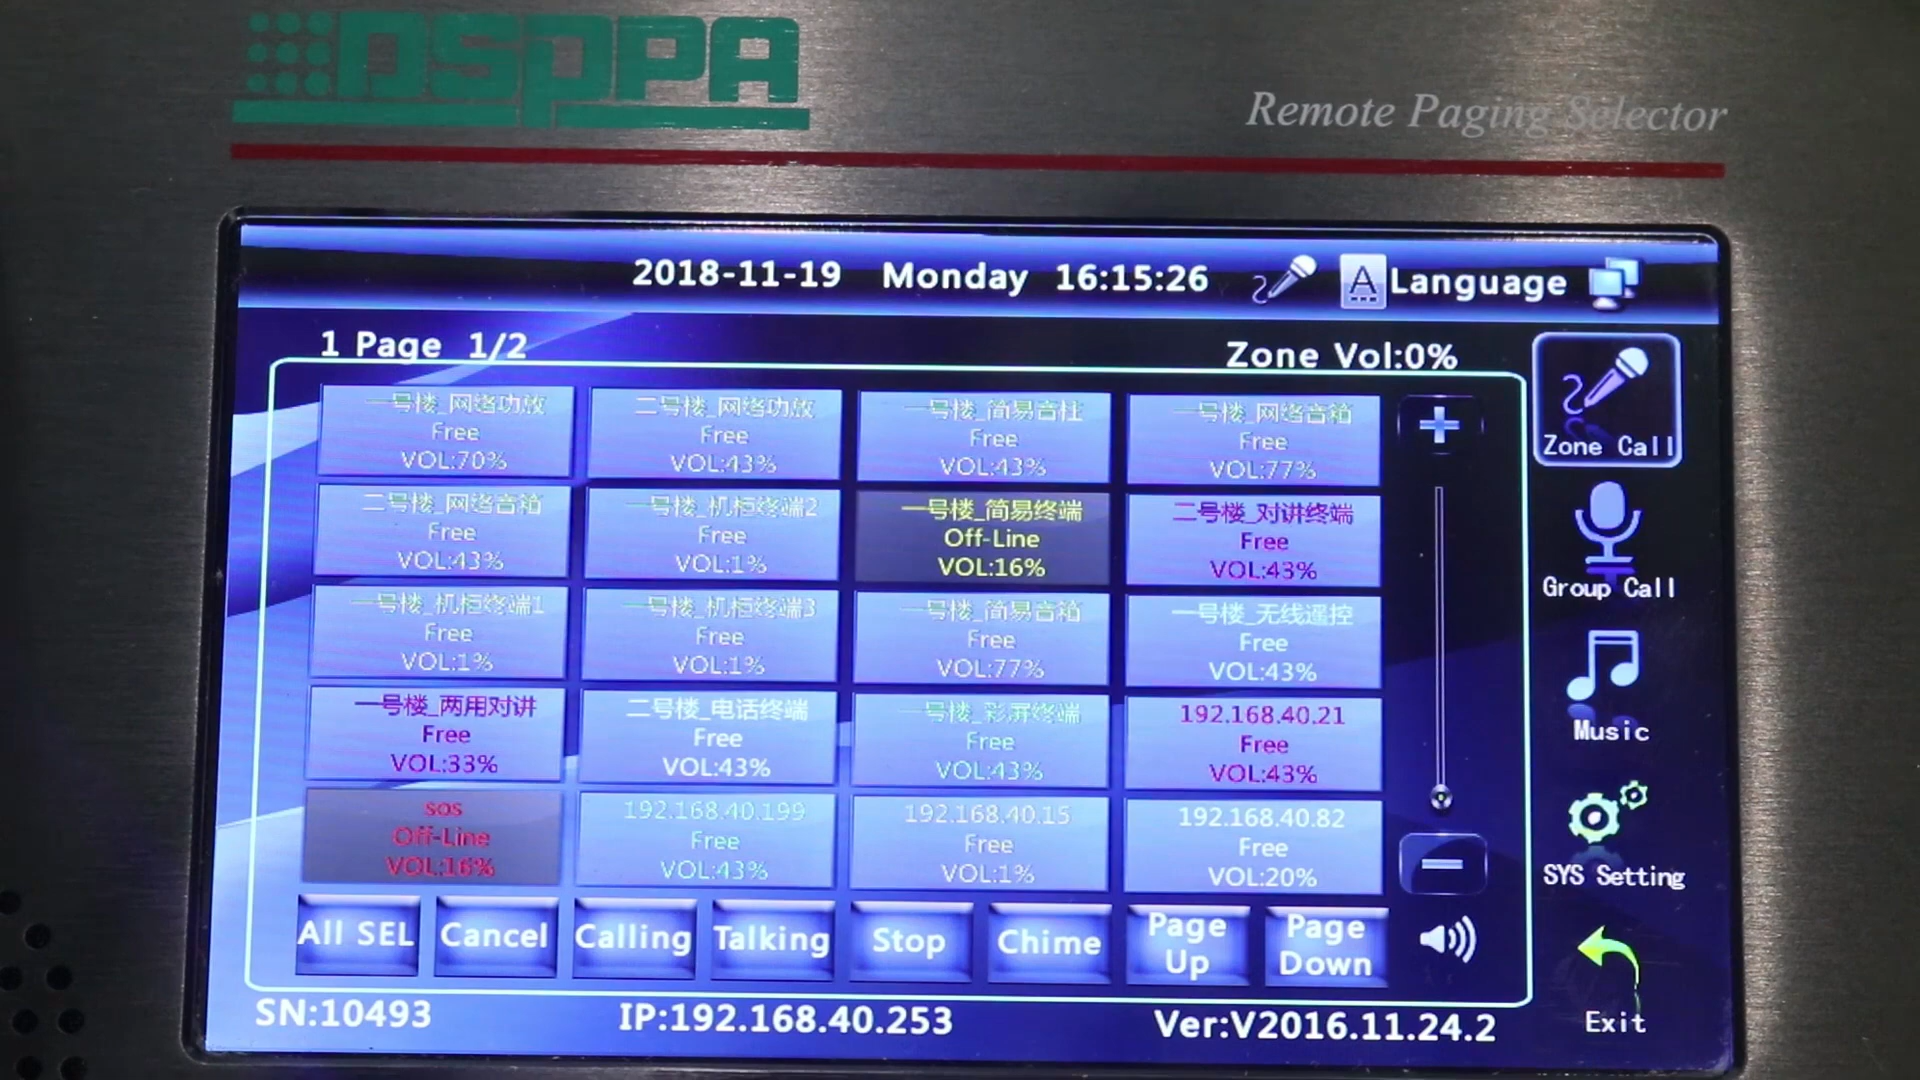 DSPPA
Remote Paging Selector
2018-11-19 Monday 16:15:26 A Language
1 Page 1/2
Zone Vol:0%
一号楼_网络功放
Free
VOL:70%
二号楼_网络功放
Free
VOL:43%
一号楼_简易音柱
Free
VOL:43%
一号楼_网络音箱
Free
VOL:77%
二号楼_网络音箱
Free
VOL:43%
一号楼_机柜终端2
Free
VOL:1%
一号楼_简易终端
Off-Line
VOL:16%
二号楼_对讲终端
Free
VOL:43%
一号楼_机柜终端1
Free
VOL:1%
一号楼_机柜终端3
Free
VOL:1%
一号楼_简易音箱
Free
VOL:77%
一号楼_无线遥控
Free
VOL:43%
一号楼_两用对讲
Free
VOL:33%
二号楼_电话终端
Free
VOL:43%
一号楼_彩屏终端
Free
VOL:43%
192.168.40.21
Free
VOL:43%
sos
Off-Line
VOL:16%
192.168.40.199
Free
VOL:43%
192.168.40.15
Free
VOL:1%
192.168.40.82
Free
VOL:20%
All SEL
Cancel
Calling
Talking
Stop
Chime
Page
Up
Page
Down
Zone Call
Group Call
Music
SYS Setting
Exit
SN:10493
IP:192.168.40.253
Ver:V2016.11.24.2